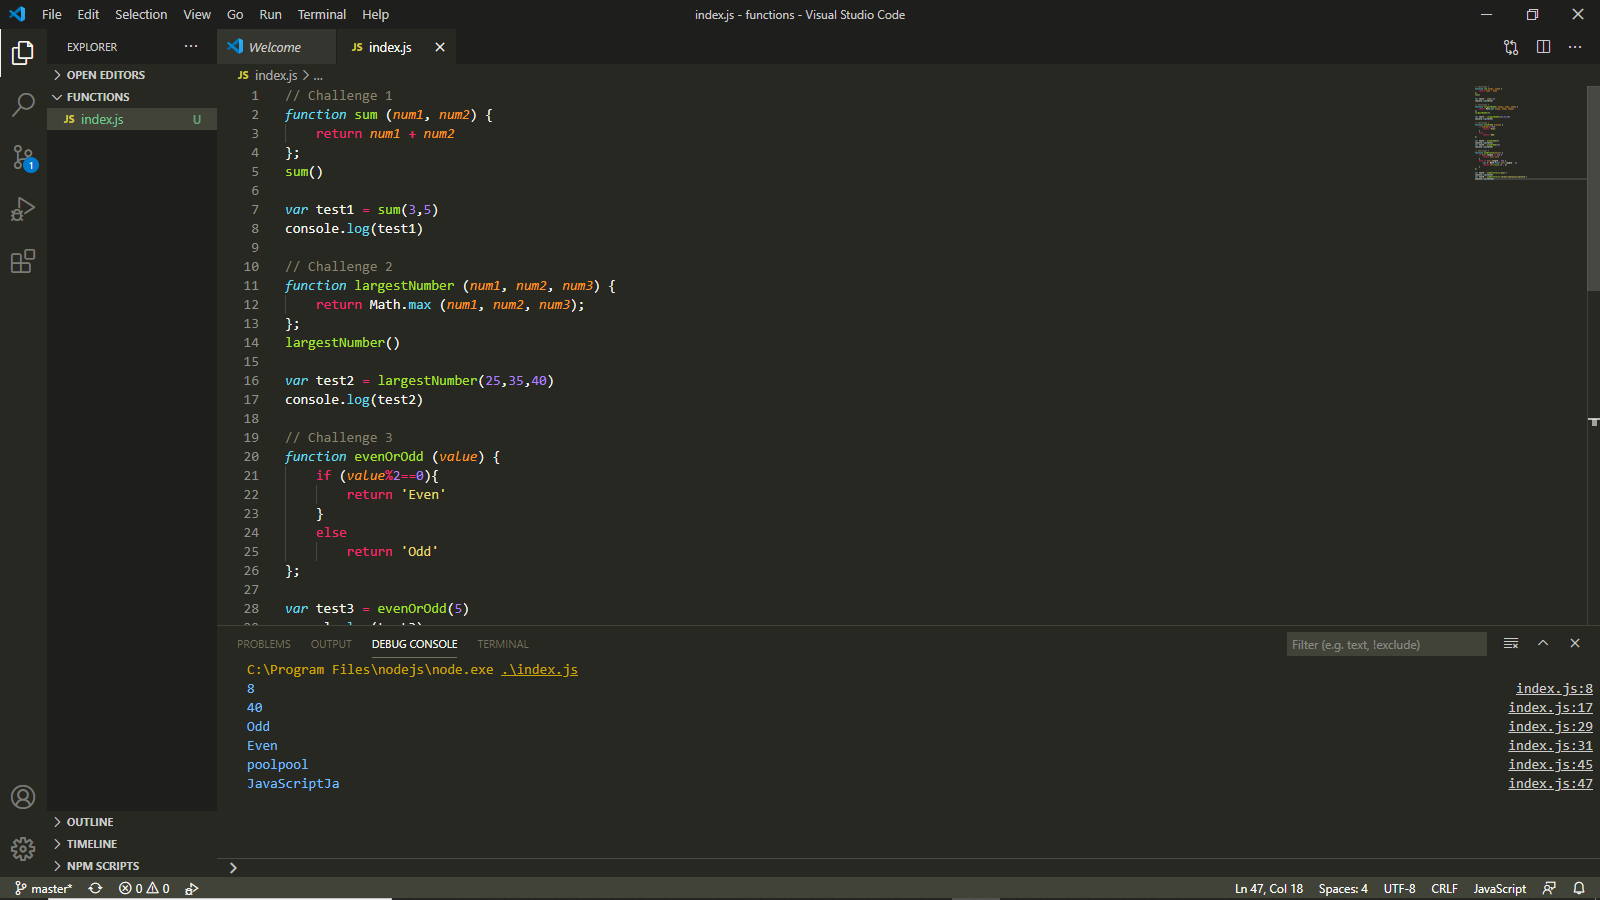 File Edit Selection View Go Run Terminal Help
index.js - functions - Visual Studio Code
EXPLORER
Welcome
JS index.js
OPEN EDITORS
FUNCTIONS
JS index.js U
1
JS index.js > ...
1 // Challenge 1
2 function sum (num1, num2) {
3 return num1 + num2
4 };
5 sum()
6
7 var test1 = sum(3,5)
8 console.log(test1)
9
10 // Challenge 2
11 function largestNumber (num1, num2, num3) {
12 return Math.max (num1, num2, num3);
13 };
14 largestNumber()
15
16 var test2 = largestNumber(25,35,40)
17 console.log(test2)
18
19 // Challenge 3
20 function evenOrOdd (value) {
21 if (value%2==0){
22 return 'Even'
23 }
24 else
25 return 'Odd'
26 };
27
28 var test3 = evenOrOdd(5)
PROBLEMS OUTPUT DEBUG CONSOLE TERMINAL
Filter (e.g. text, !exclude)
C:\Program Files\nodejs\node.exe .\index.js
8 index.js:8
40 index.js:17
Odd index.js:29
Even index.js:31
poolpool index.js:45
JavaScriptJa index.js:47
OUTLINE
TIMELINE
NPM SCRIPTS
master* 0 0
Ln 47, Col 18 Spaces: 4 UTF-8 CRLF JavaScript